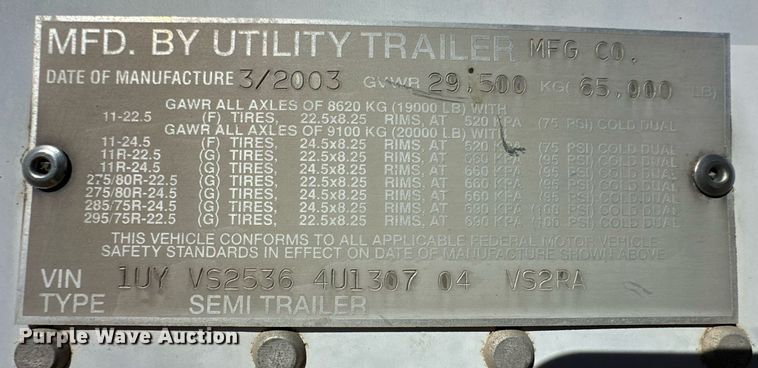 MFD. BY UTILITY TRAILER MFG CO.
DATE OF MANUFACTURE 3/2003 GVWR 29,500 KG( 65,000 LB)
GAWR ALL AXLES OF 8620 KG (19000 LB) WITH
11-22.5 (F) TIRES, 22.5x8.25 RIMS, AT 520 KPA (75 PSI) COLD DUAL
GAWR ALL AXLES OF 9100 KG (20000 LB) WITH
11-24.5 (F) TIRES, 24.5x8.25 RIMS, AT 520 KPA (75 PSI) COLD DUAL
11R-22.5 (G) TIRES, 22.5x8.25 RIMS, AT 660 KPA (95 PSI) COLD DUAL
11R-24.5 (G) TIRES, 24.5x8.25 RIMS, AT 660 KPA (95 PSI) COLD DUAL
275/80R-22.5 (G) TIRES, 22.5x8.25 RIMS, AT 660 KPA (95 PSI) COLD DUAL
275/80R-24.5 (G) TIRES, 24.5x8.25 RIMS, AT 660 KPA (95 PSI) COLD DUAL
285/75R-24.5 (G) TIRES, 24.5x8.25 RIMS, AT KPA PSI) COLD DUAL
295/75R-22.5 (G) TIRES, 22.5x8.25 RIMS, AT KPA PSI) COLD DUAL
THIS VEHICLE CONFORMS TO ALL APPLICABLE FEDERAL MOTOR VEHICLE
SAFETY STANDARDS IN EFFECT ON DATE OF MANUFACTURE SHOWN ABOVE
VIN 1UY VS2536 4U1307 04 VS2RA
TYPE SEMI TRAILER
Purple Wave Auction